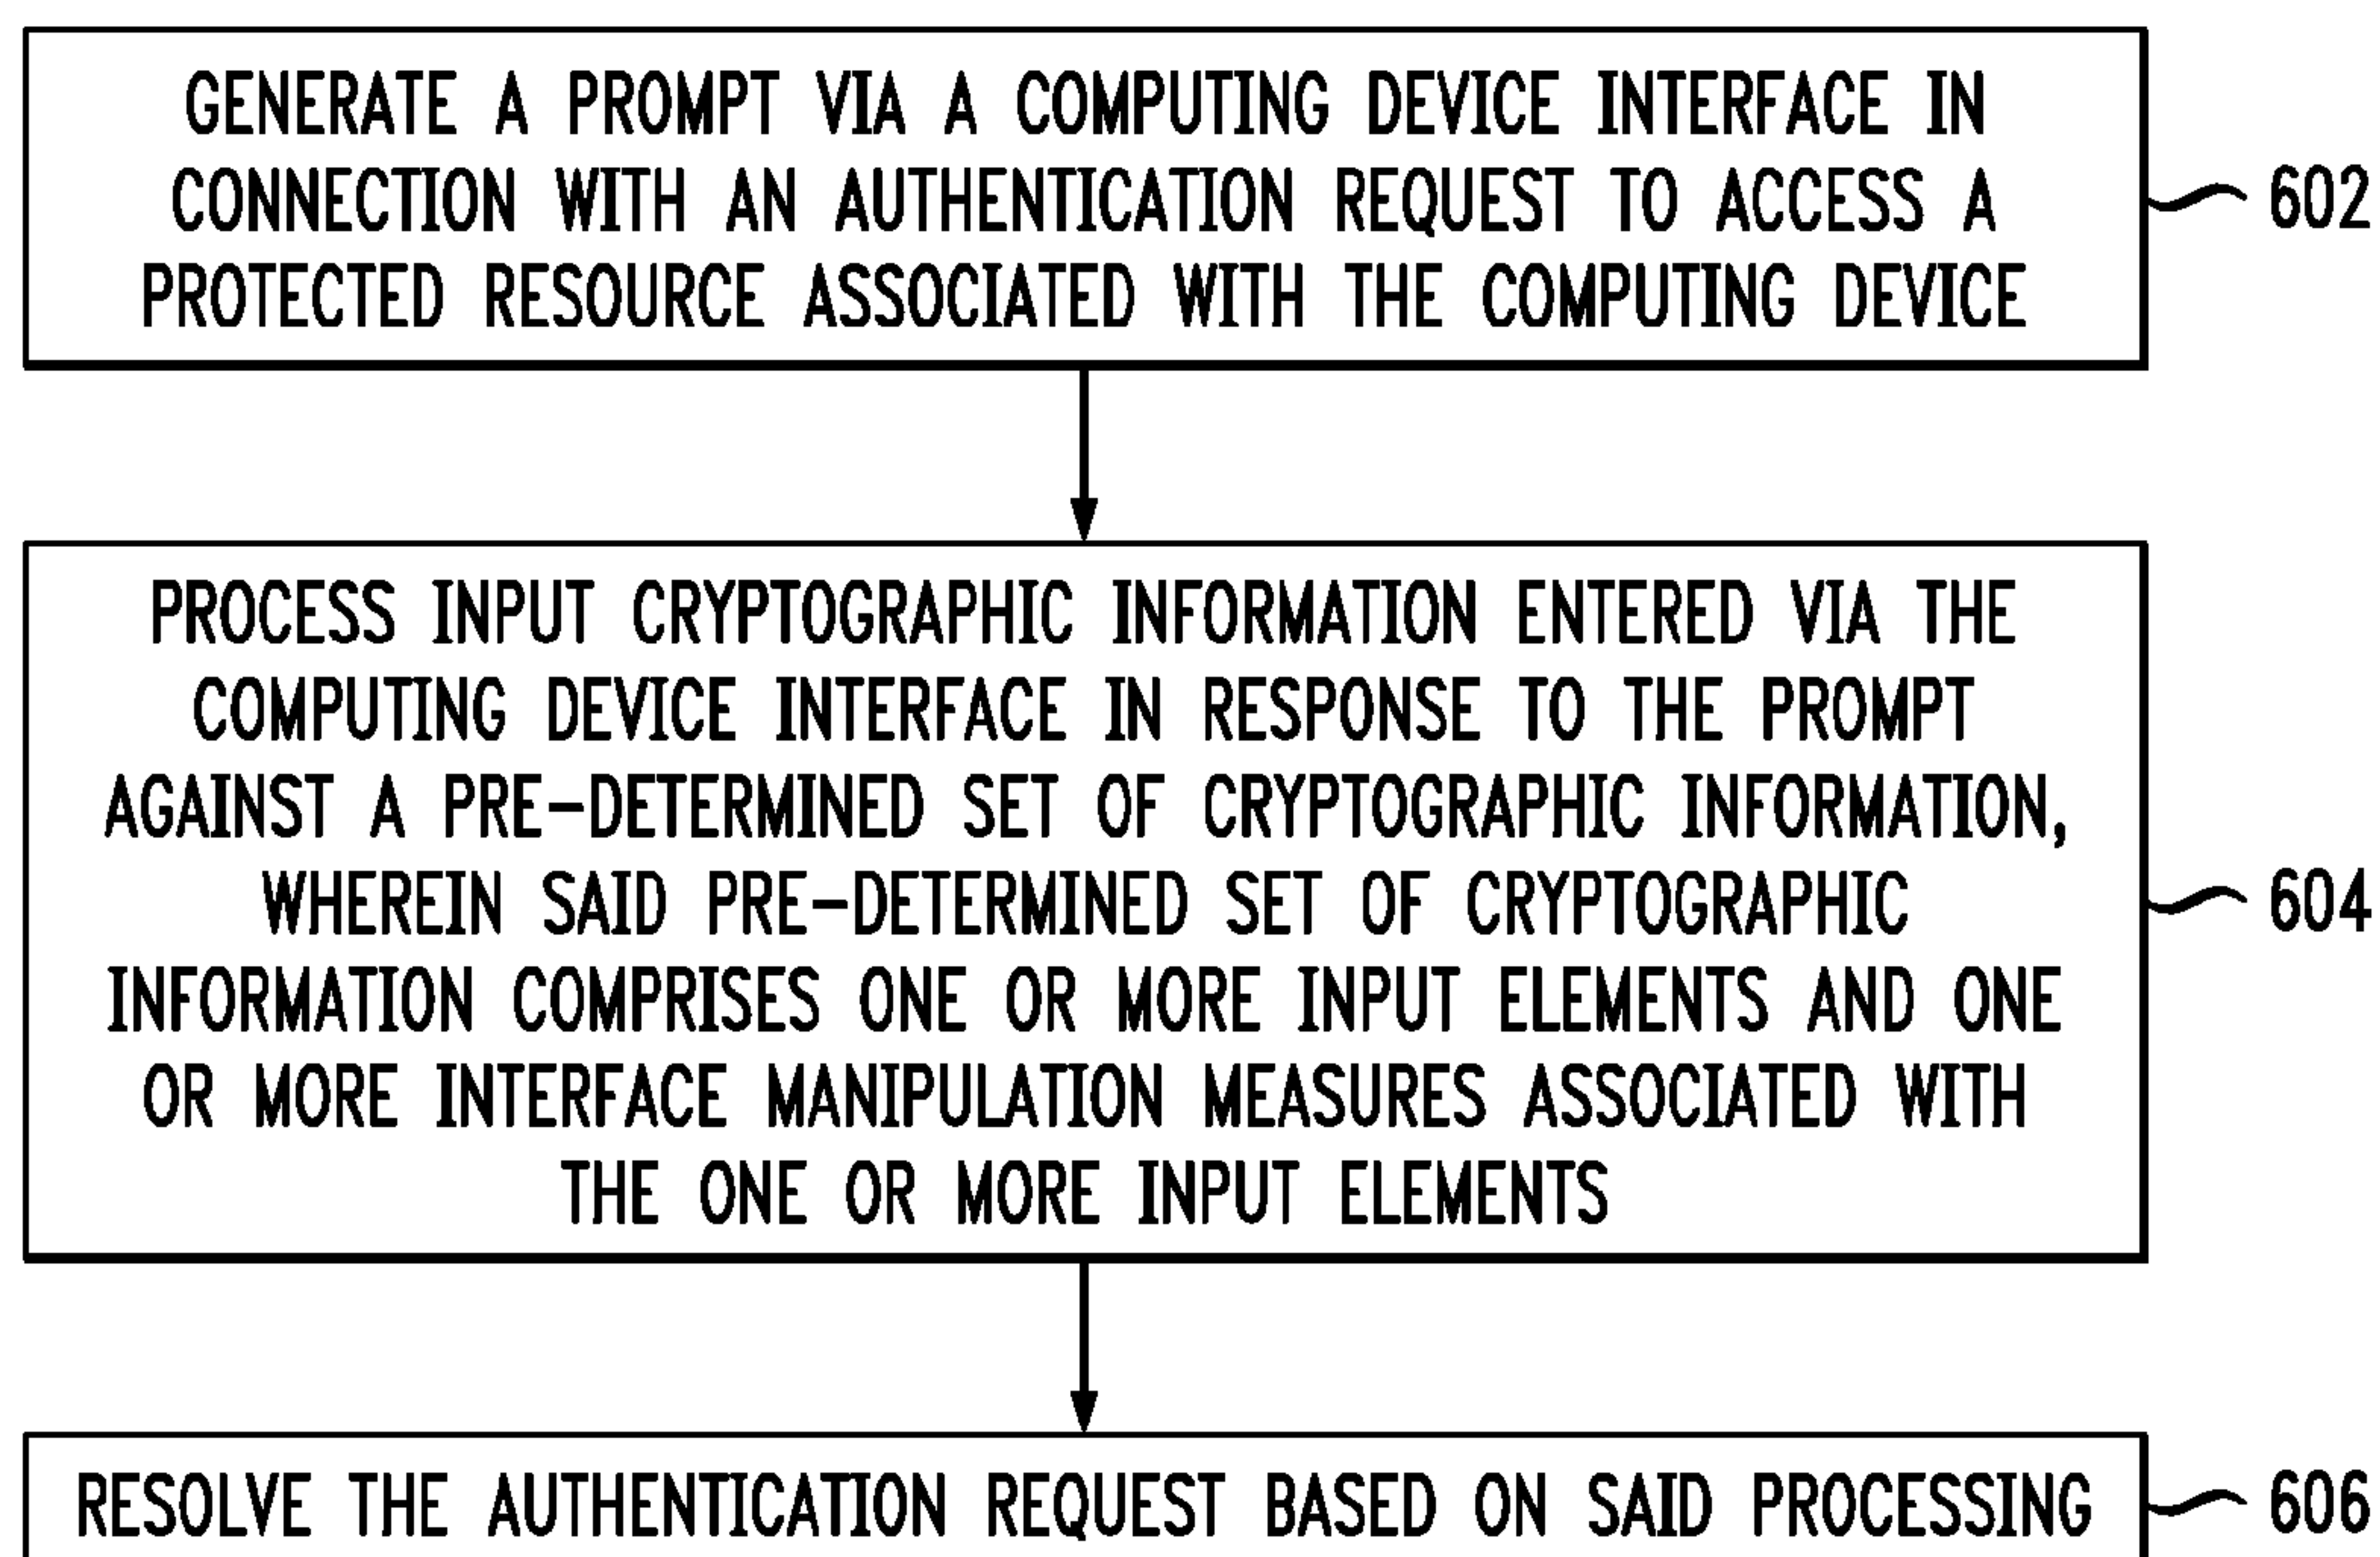 GENERATE A PROMPT VIA A COMPUTING DEVICE INTERFACE IN
CONNECTION WITH AN AUTHENTICATION REQUEST TO ACCESS A
PROTECTED RESOURCE ASSOCIATED WITH THE COMPUTING DEVICE
602
PROCESS INPUT CRYPTOGRAPHIC INFORMATION ENTERED VIA THE
COMPUTING DEVICE INTERFACE IN RESPONSE TO THE PROMPT
AGAINST A PRE-DETERMINED SET OF CRYPTOGRAPHIC INFORMATION,
WHEREIN SAID PRE-DETERMINED SET OF CRYPTOGRAPHIC
INFORMATION COMPRISES ONE OR MORE INPUT ELEMENTS AND ONE
OR MORE INTERFACE MANIPULATION MEASURES ASSOCIATED WITH
THE ONE OR MORE INPUT ELEMENTS
604
RESOLVE THE AUTHENTICATION REQUEST BASED ON SAID PROCESSING
606